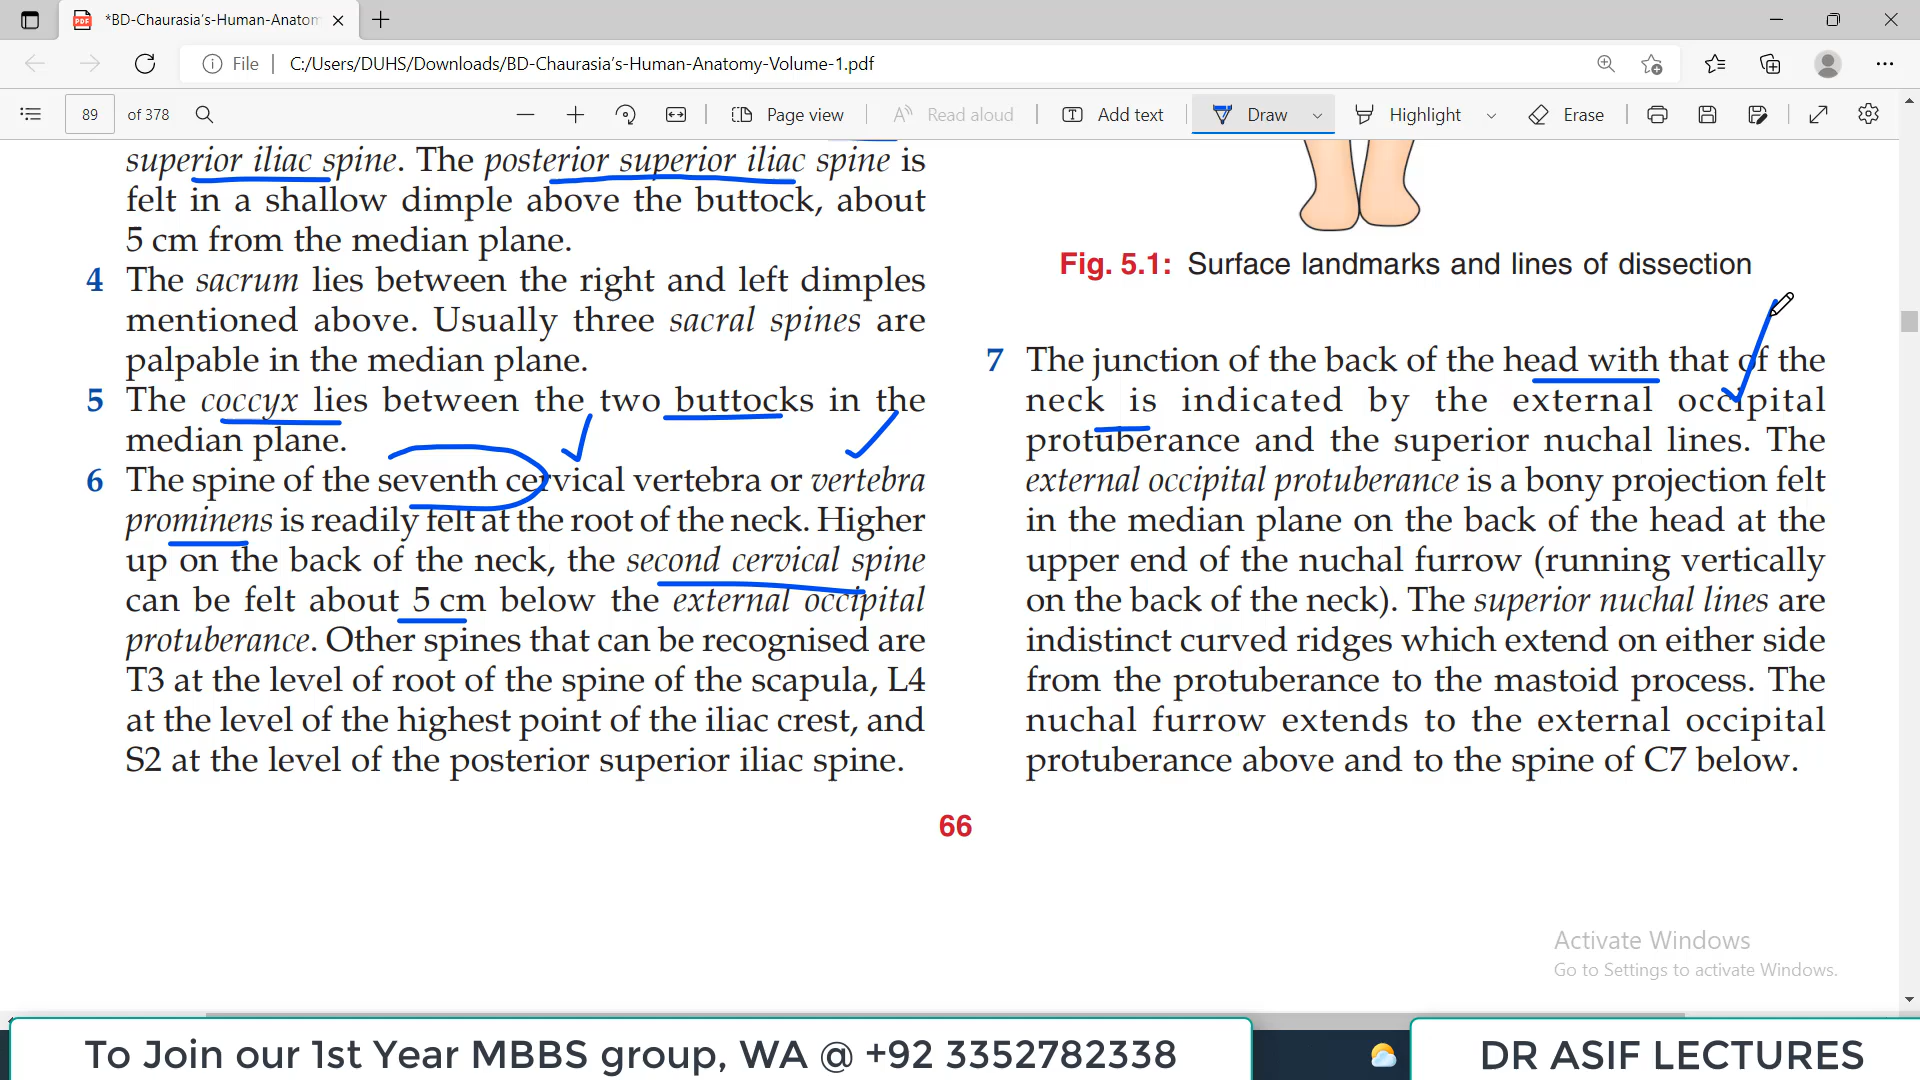 *BD-Chaurasia's-Human-Anatom
File
C:/Users/DUHS/Downloads/BD-Chaurasia's-Human-Anatomy-Volume-1.pdf
89 of 378
Page view
Read aloud
Add text
Draw
Highlight
Erase
superior iliac spine. The posterior superior iliac spine is
felt in a shallow dimple above the buttock, about
5 cm from the median plane.
4 The sacrum lies between the right and left dimples
mentioned above. Usually three sacral spines are
palpable in the median plane.
5 The coccyx lies between the two buttocks in the
median plane.
6 The spine of the seventh cervical vertebra or vertebra
prominens is readily felt at the root of the neck. Higher
up on the back of the neck, the second cervical spine
can be felt about 5 cm below the external occipital
protuberance. Other spines that can be recognised are
T3 at the level of root of the spine of the scapula, L4
at the level of the highest point of the iliac crest, and
S2 at the level of the posterior superior iliac spine.
Fig. 5.1: Surface landmarks and lines of dissection
7 The junction of the back of the head with that of the
neck is indicated by the external occipital
protuberance and the superior nuchal lines. The
external occipital protuberance is a bony projection felt
in the median plane on the back of the head at the
upper end of the nuchal furrow (running vertically
on the back of the neck). The superior nuchal lines are
indistinct curved ridges which extend on either side
from the protuberance to the mastoid process. The
nuchal furrow extends to the external occipital
protuberance above and to the spine of C7 below.
66
Activate Windows
Go to Settings to activate Windows.
To Join our 1st Year MBBS group, WA @ +92 3352782338
DR ASIF LECTURES